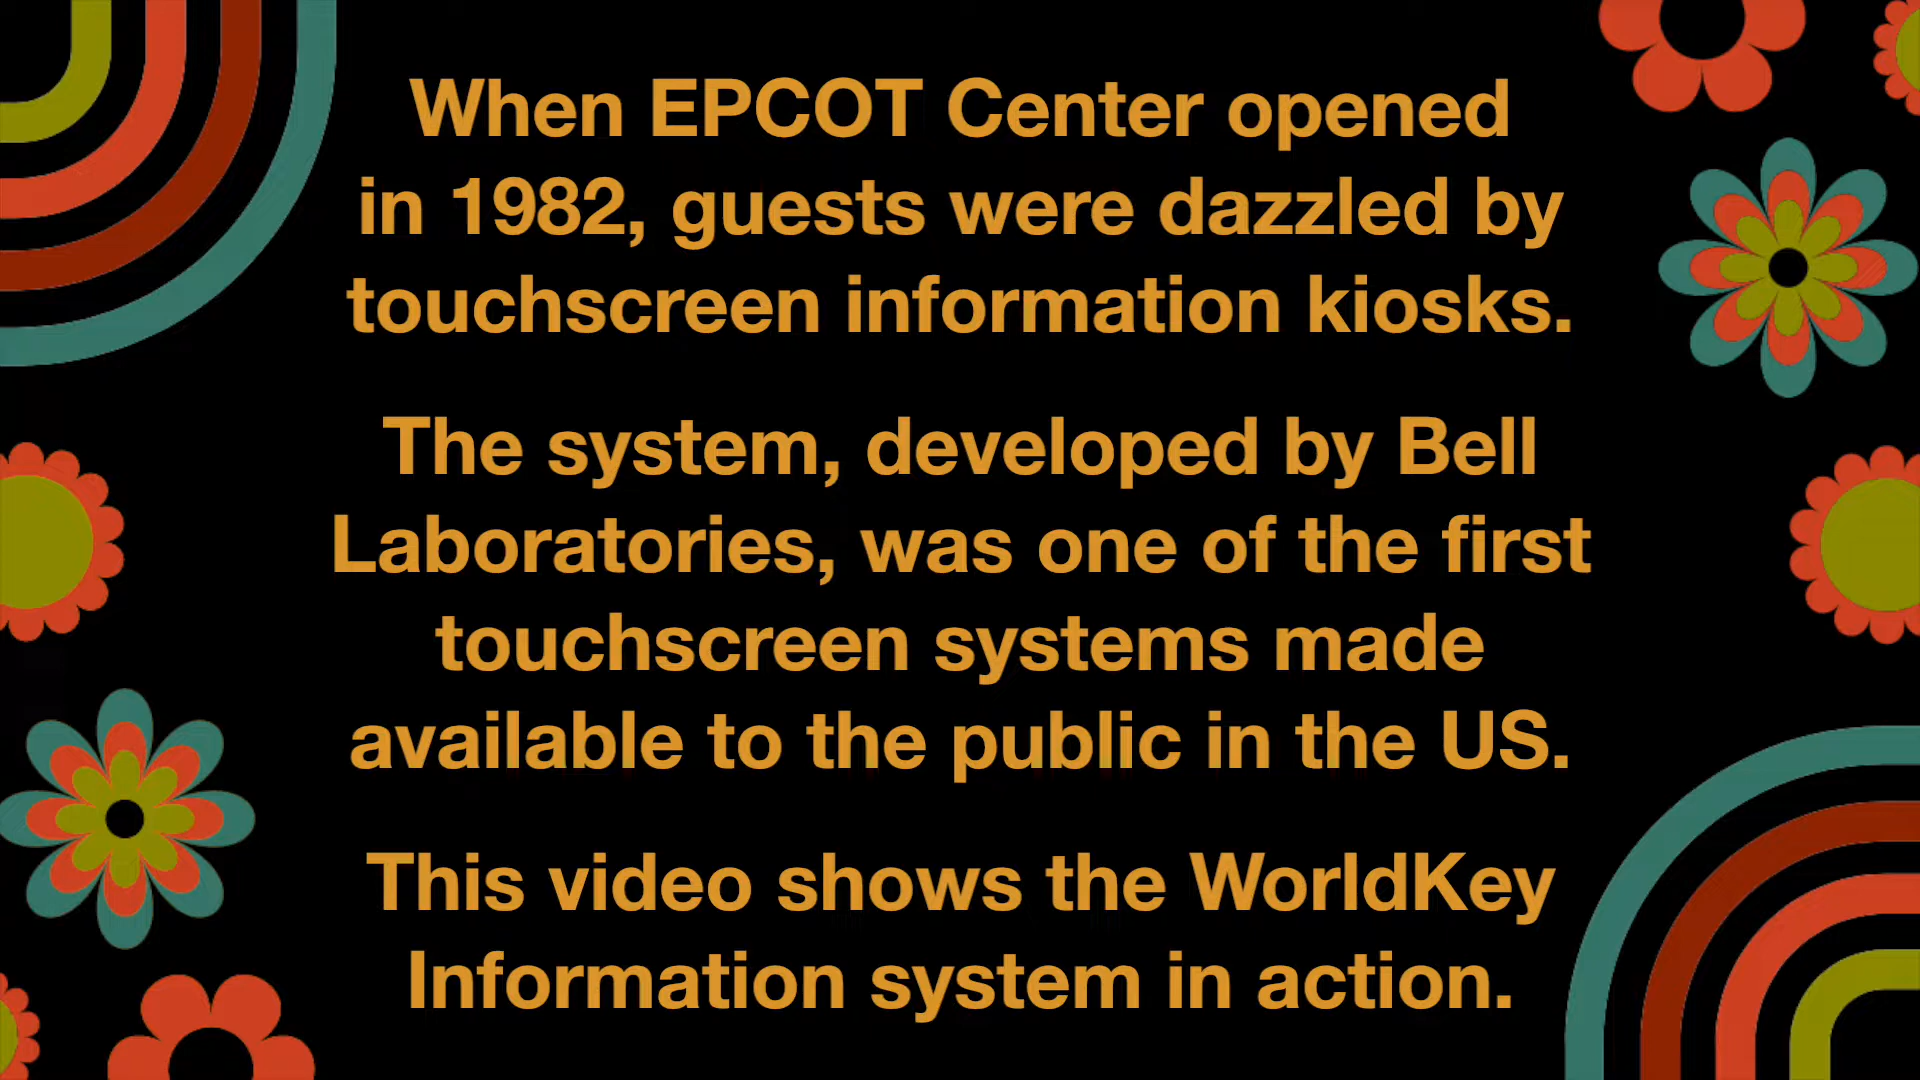 When EPCOT Center opened
in 1982, guests were dazzled by
touchscreen information kiosks.
The system, developed by Bell
Laboratories, was one of the first
touchscreen systems made
available to the public in the US.
This video shows the WorldKey
Information system in action.